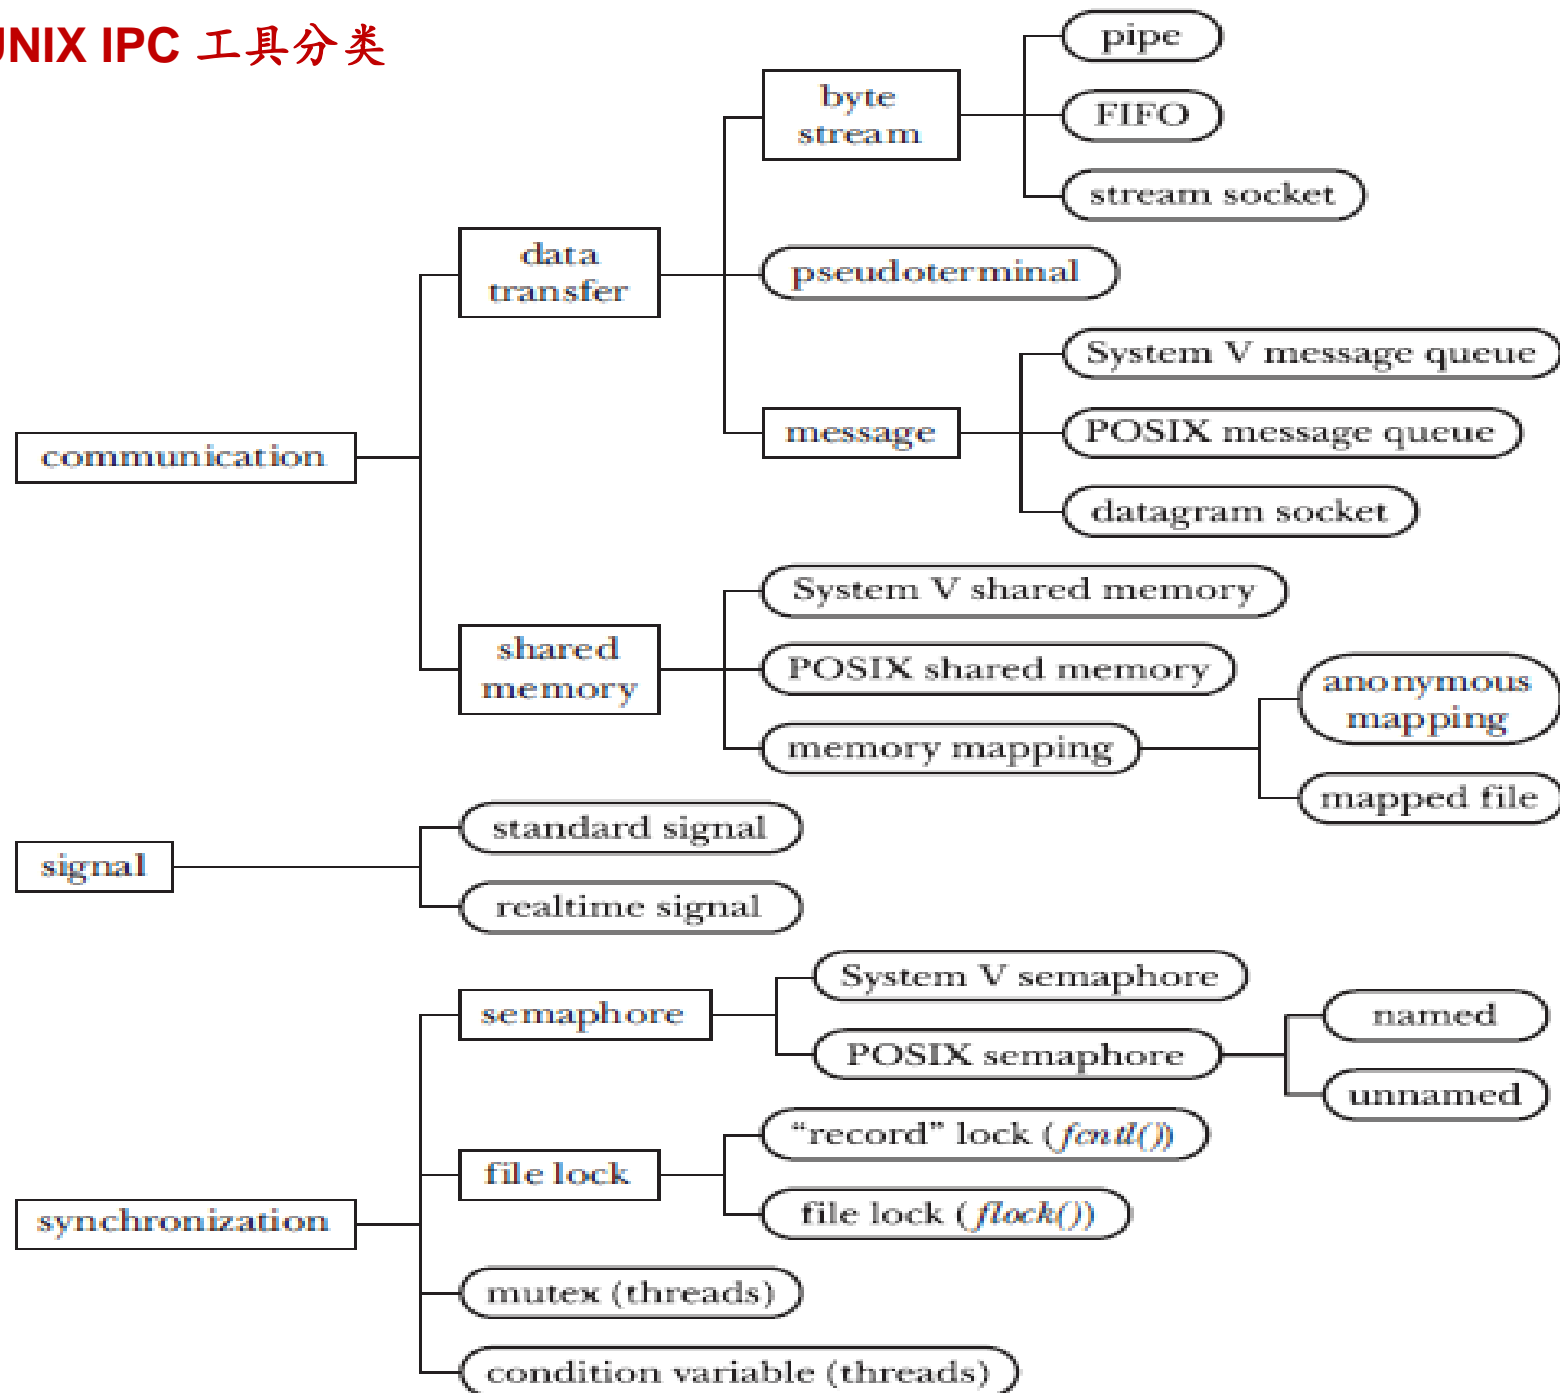 UNIX IPC 工具分类
pipe
byte
stream
FIFO
stream socket
data
transfer
pseudoterminal
System V message queue
message
POSIX message queue
communication
datagram socket
System V shared memory
shared
memory
POSIX shared memory
anonymous
mapping
memory mapping
mapped file
standard signal
signal
realtime signal
System V semaphore
semaphore
named
POSIX semaphore
unnamed
“record” lock (fcntl())
file lock
file lock (flock())
synchronization
mutex (threads)
condition variable (threads)